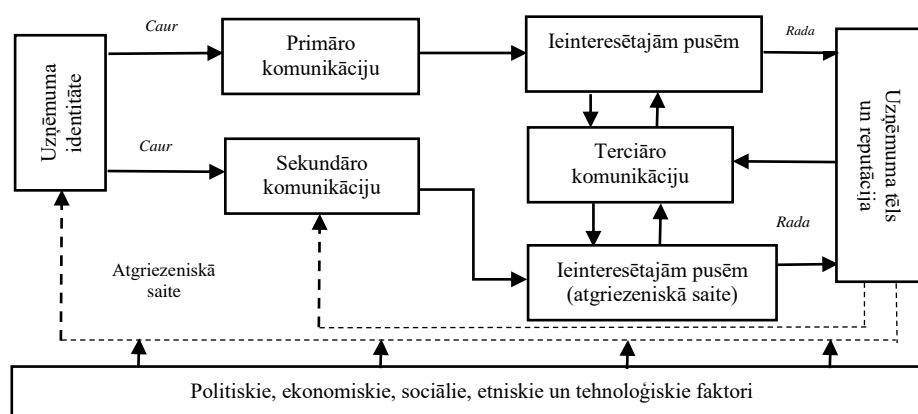 Caur
Primāro
komunikāciju
Ieinteresētajām pusēm
Rada
Uzņēmuma
identitāte
Uzņēmuma tēls
un reputācija
Caur
Sekundāro
komunikāciju
Terciāro
komunikāciju
Rada
Atgriezeniskā
saite
Ieinteresētajām pusēm
(atgriezeniskā saite)
Politiskie, ekonomiskie, sociālie, etniskie un tehnoloģiskie faktori